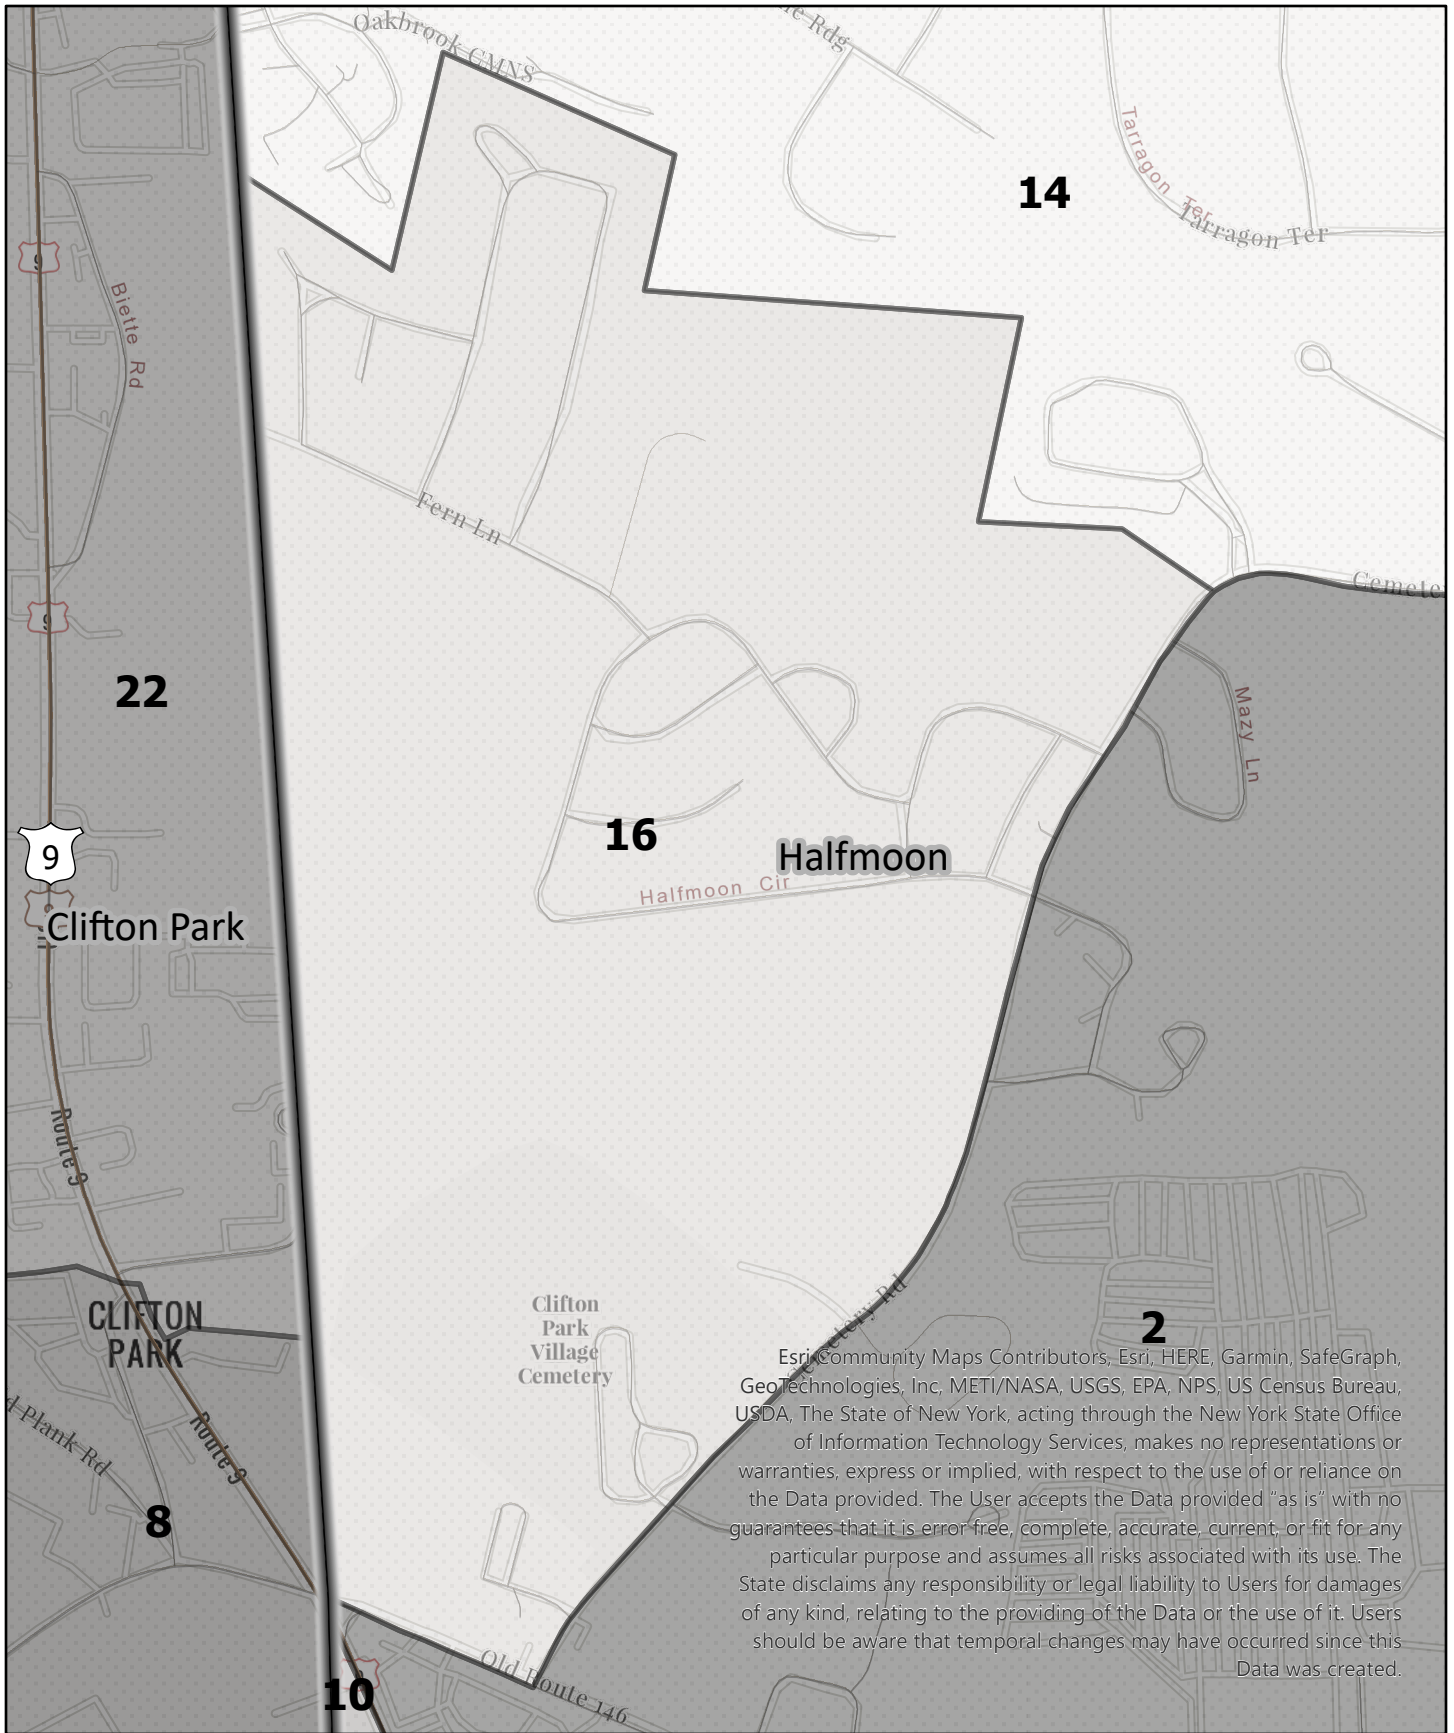 Oakbrook CMNS
Rdg
Tarragon Ter
14
Tarragon Ter
9
Biette Rd
Fern Ln
Cemete
9
22
Mazy Ln
16
Halfmoon
9
Halfmoon Cir
Clifton Park
Route 9
CLIFTON
PARK
Clifton
Park
Village
Cemetery
etery Rd
2
Esri Community Maps Contributors, Esri, HERE, Garmin, SafeGraph,
GeoTechnologies, Inc, METI/NASA, USGS, EPA, NPS, US Census Bureau,
USDA, The State of New York, acting through the New York State Office
of Information Technology Services, makes no representations or
warranties, express or implied, with respect to the use of or reliance on
the Data provided. The User accepts the Data provided “as is” with no
guarantees that it is error free, complete, accurate, current, or fit for any
particular purpose and assumes all risks associated with its use. The
State disclaims any responsibility or legal liability to Users for damages
of any kind, relating to the providing of the Data or the use of it. Users
should be aware that temporal changes may have occurred since this
Data was created.
d Plank Rd
Route 9
8
Old Route 146
10